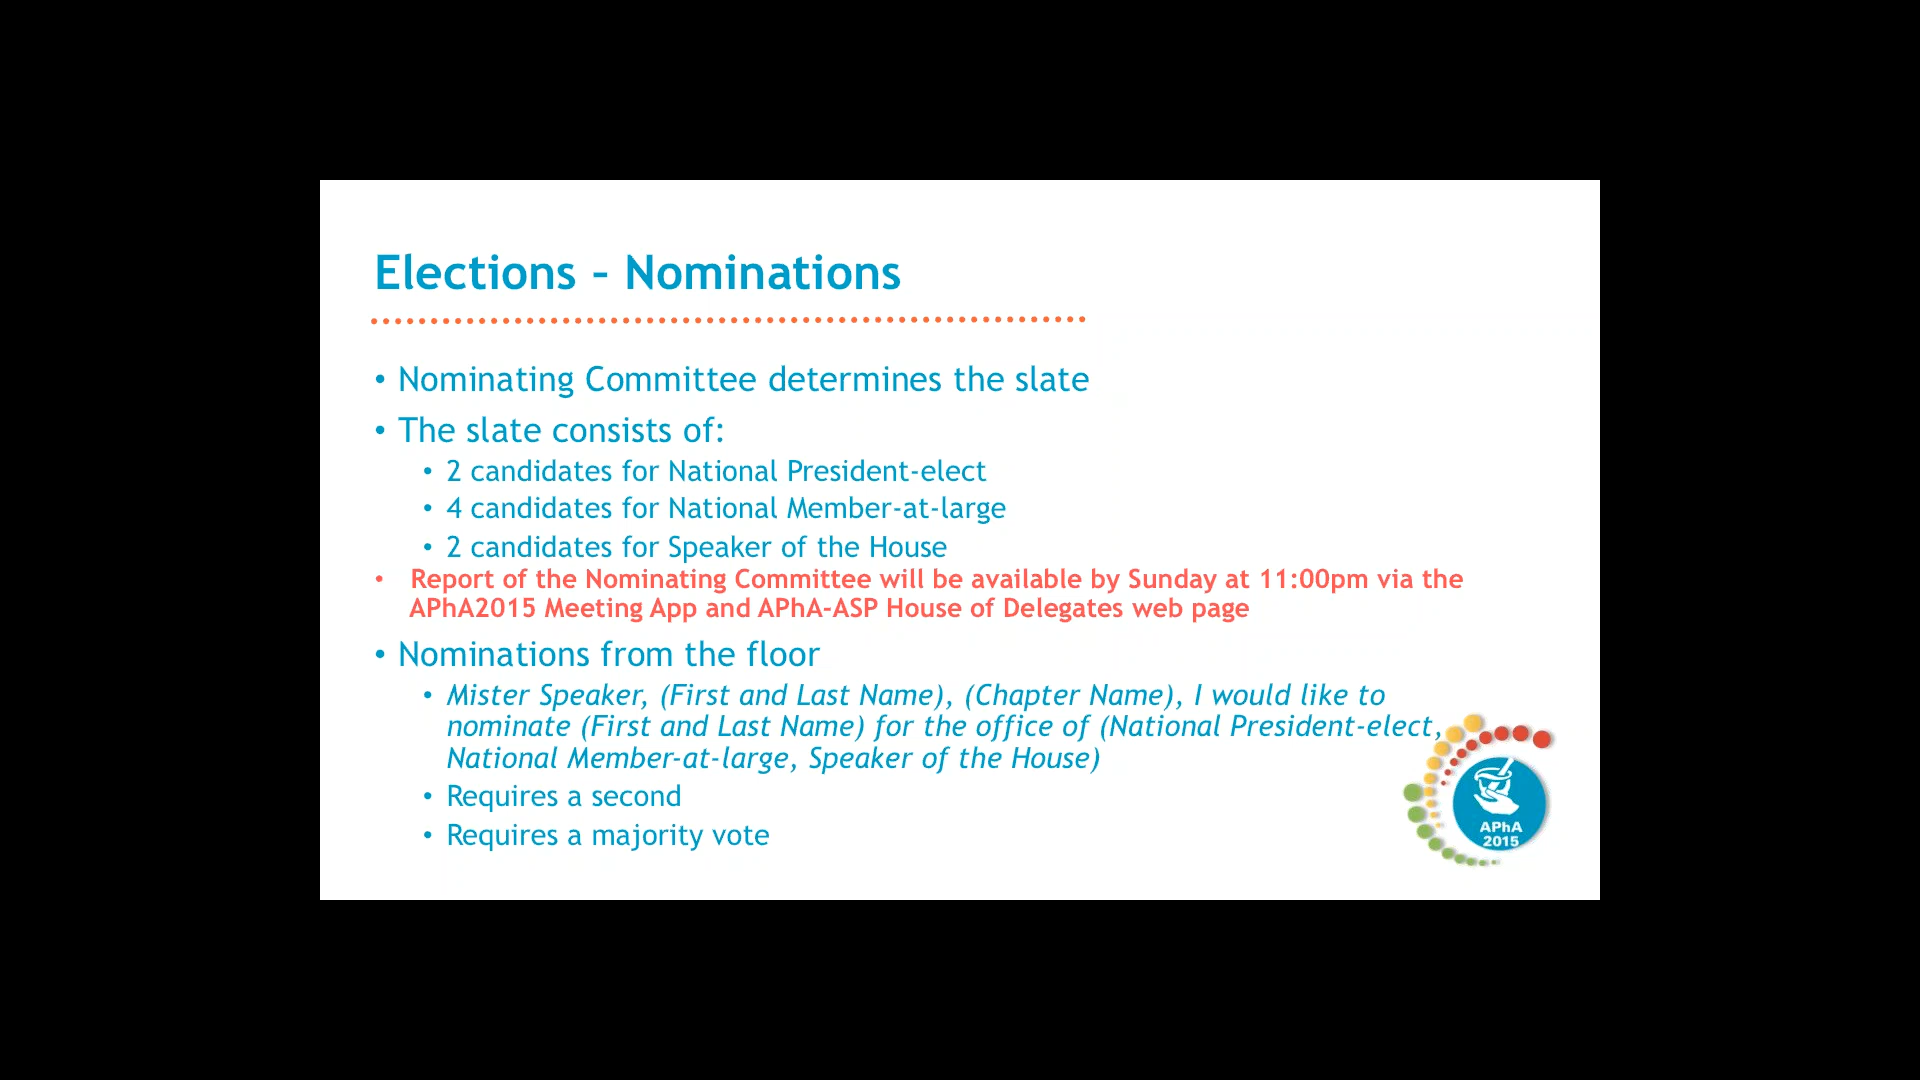 Elections – Nominations
• Nominating Committee determines the slate
• The slate consists of:
• 2 candidates for National President-elect
• 4 candidates for National Member-at-large
• 2 candidates for Speaker of the House
• Report of the Nominating Committee will be available by Sunday at 11:00pm via the
APhA2015 Meeting App and APhA-ASP House of Delegates web page
• Nominations from the floor
• Mister Speaker, (First and Last Name), (Chapter Name), I would like to
nominate (First and Last Name) for the office of (National President-elect,
National Member-at-large, Speaker of the House)
• Requires a second
• Requires a majority vote
APhA
2015